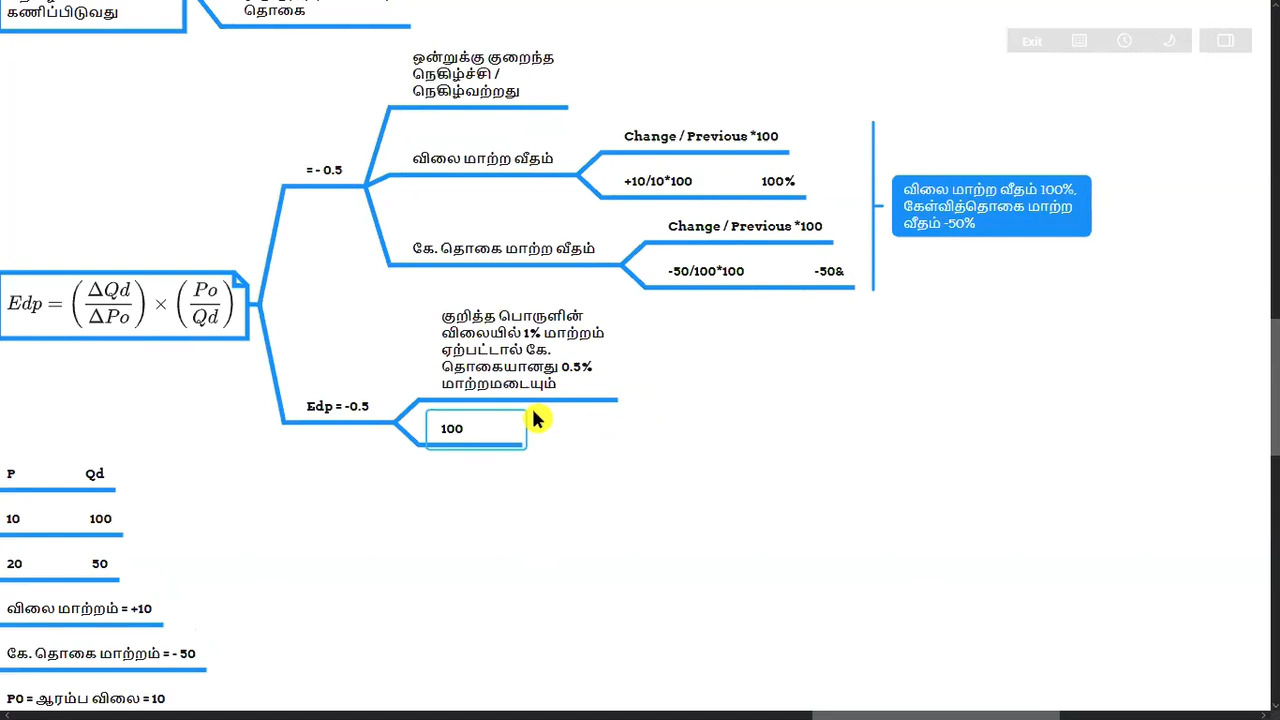 கணிப்பிடுவது
தொகை
Exit
ஒன்றுக்கு குறைந்த
நெகிழ்ச்சி /
நெகிழ்வற்றது
= - 0.5
விலை மாற்ற வீதம்
Change / Previous *100
+10/10*100 100%
கே. தொகை மாற்ற வீதம்
Change / Previous *100
-50/100*100 -50&
விலை மாற்ற வீதம் 100%,
கேள்வித்தொகை மாற்ற
வீதம் -50%
Edp = (ΔQd / ΔPo) × (Po / Qd)
குறித்த பொருளின்
விலையில் 1% மாற்றம்
ஏற்பட்டால் கே.
தொகையானது 0.5%
மாற்றமடையும்
Edp = -0.5
100
P Qd
10 100
20 50
விலை மாற்றம் = +10
கே. தொகை மாற்றம் = - 50
P0 = ஆரம்ப விலை = 10